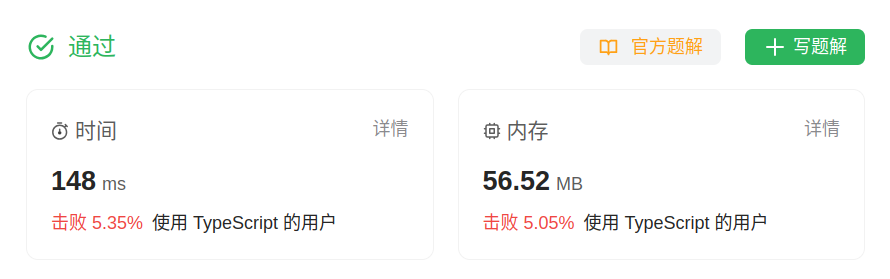 通过
官方题解
写题解
时间
详情
148 ms
击败 5.35% 使用 TypeScript 的用户
内存
详情
56.52 MB
击败 5.05% 使用 TypeScript 的用户